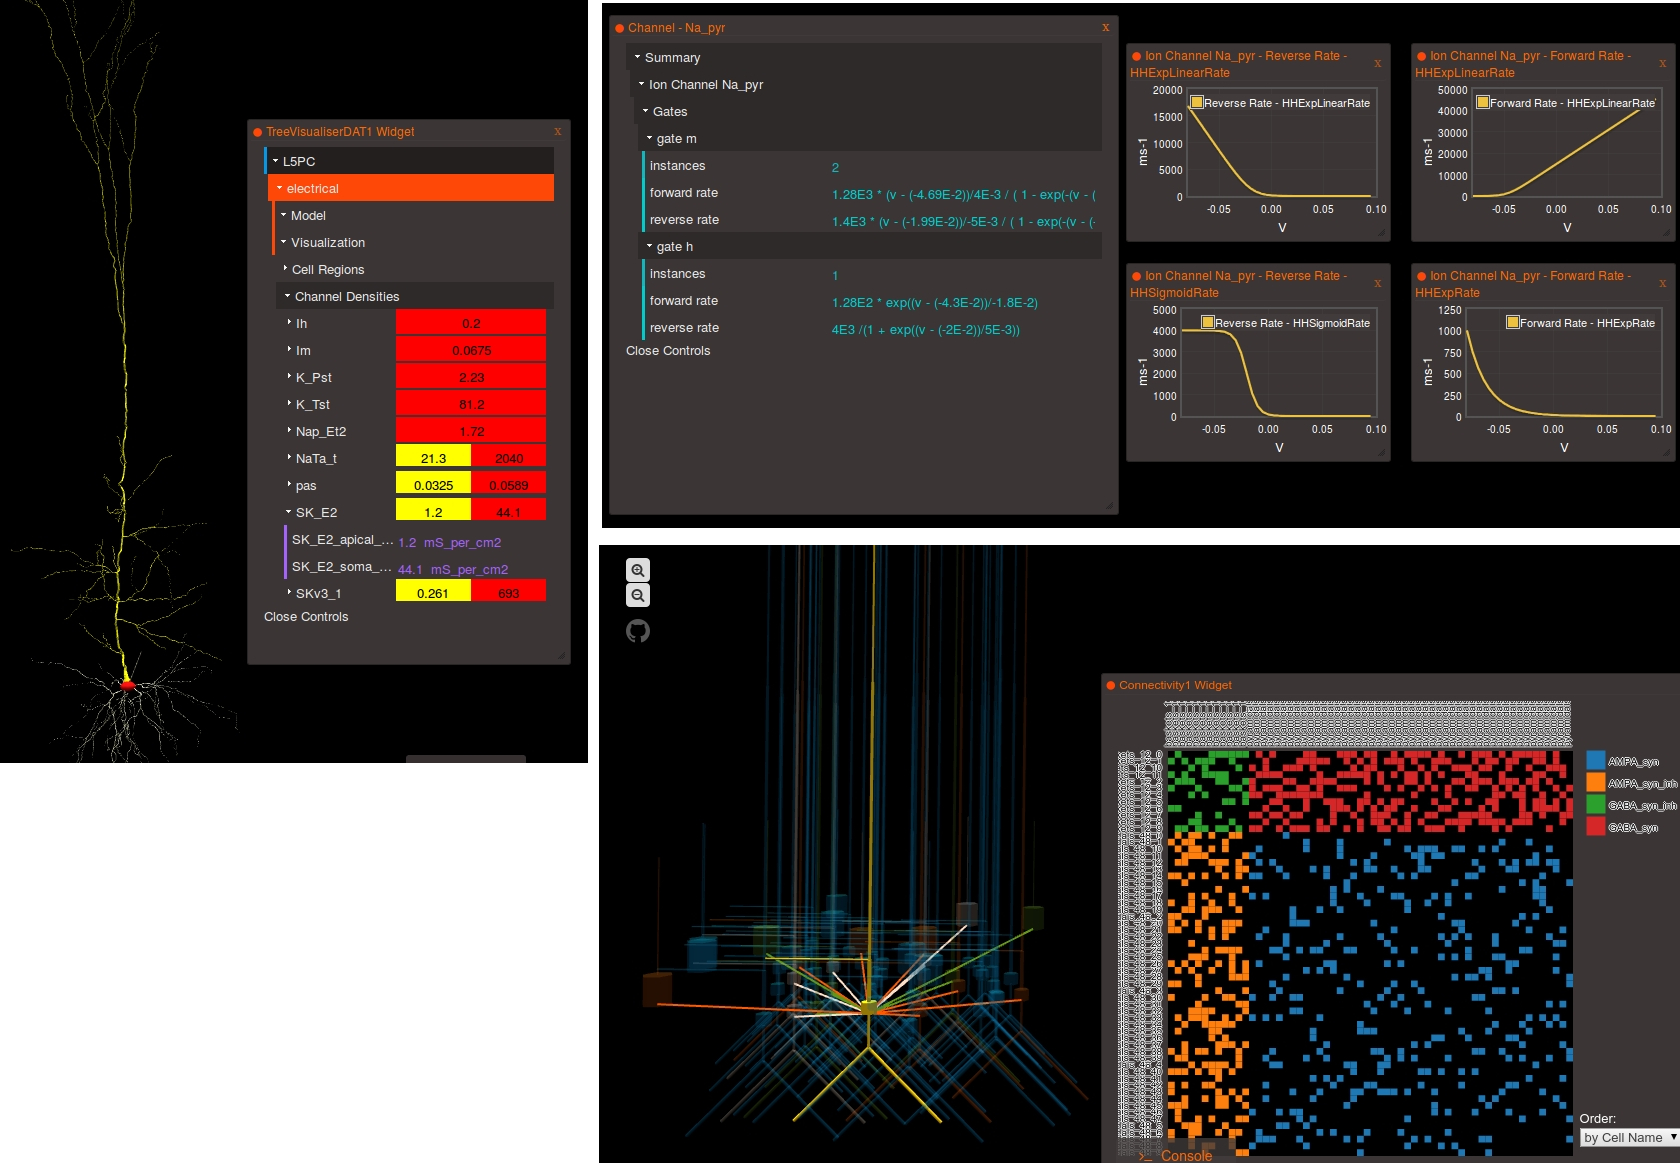 TreeVisualiserDAT1 Widget x
L5PC
electrical
Model
Visualization
Cell Regions
Channel Densities
Ih 0.2
Im 0.0675
K_Pst 2.23
K_Tst 81.2
Nap_Et2 1.72
NaTa_t 21.3 2040
pas 0.0325 0.0589
SK_E2 1.2 44.1
SK_E2_apical_... 1.2 mS_per_cm2
SK_E2_soma_... 44.1 mS_per_cm2
SKv3_1 0.261 693
Close Controls
Channel - Na_pyr x
Summary
Ion Channel Na_pyr
Gates
gate m
instances 2
forward rate 1.28E3 * (v - (-4.69E-2))/4E-3 / ( 1 - exp(-(v - (
reverse rate 1.4E3 * (v - (-1.99E-2))/-5E-3 / ( 1 - exp(-(v - (-
gate h
instances 1
forward rate 1.28E2 * exp((v - (-4.3E-2))/-1.8E-2)
reverse rate 4E3 /(1 + exp((v - (-2E-2))/5E-3))
Close Controls
Ion Channel Na_pyr - Reverse Rate -
HHExpLinearRate x
Reverse Rate - HHExpLinearRate
20000
15000
10000
5000
0
ms-1
-0.05 0.00 0.05 0.10
V
Ion Channel Na_pyr - Forward Rate -
HHExpLinearRate x
Forward Rate - HHExpLinearRate
50000
40000
30000
20000
10000
0
ms-1
-0.05 0.00 0.05 0.10
V
Ion Channel Na_pyr - Reverse Rate -
HHSigmoidRate x
Reverse Rate - HHSigmoidRate
5000
4000
3000
2000
1000
0
ms-1
-0.05 0.00 0.05 0.10
V
Ion Channel Na_pyr - Forward Rate -
HHExpRate x
Forward Rate - HHExpRate
1250
1000
750
500
250
0
ms-1
-0.05 0.00 0.05 0.10
V
Connectivity1 Widget
AMPA_syn
AMPA_syn_inh
GABA_syn_inh
GABA_syn
Order:
by Cell Name
>_ Console